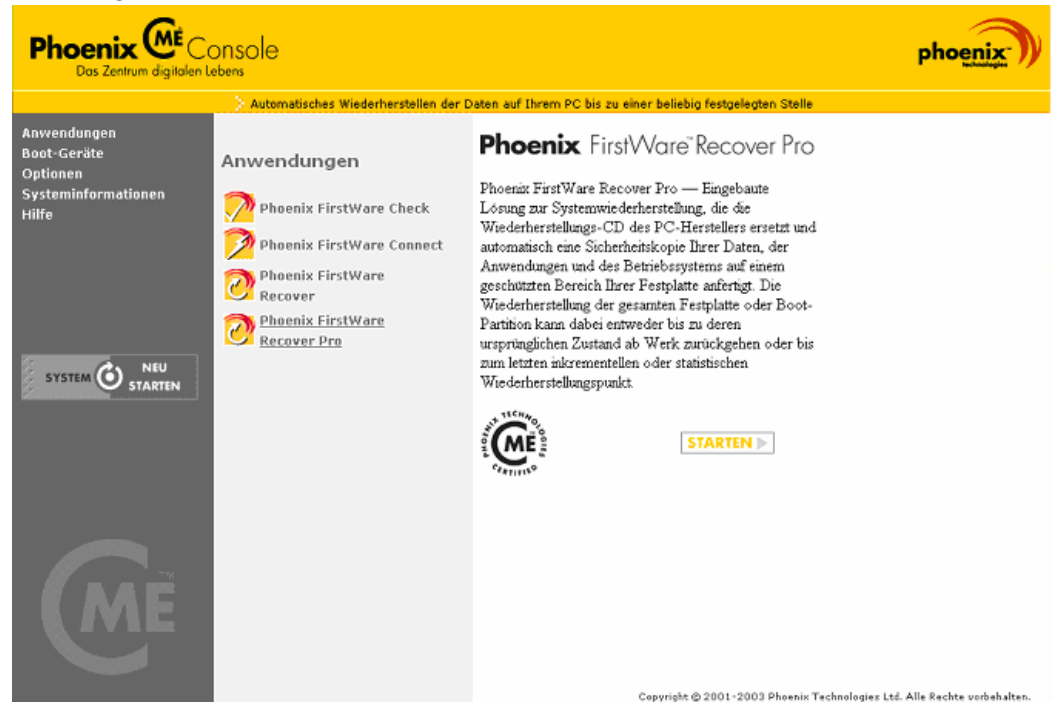 Phoenix CME Console
Das Zentrum digitalen Lebens
phoenix
technologies
Automatisches Wiederherstellen der Daten auf Ihrem PC bis zu einer beliebig festgelegten Stelle
Anwendungen
Boot-Geräte
Optionen
Systeminformationen
Hilfe
SYSTEM NEU
STARTEN
CME™
Anwendungen
Phoenix FirstWare Check
Phoenix FirstWare Connect
Phoenix FirstWare
Recover
Phoenix FirstWare
Recover Pro
Phoenix FirstWare™ Recover Pro
Phoenix FirstWare Recover Pro — Eingebaute
Lösung zur Systemwiederherstellung, die die
Wiederherstellungs-CD des PC-Herstellers ersetzt und
automatisch eine Sicherheitskopie Ihrer Daten, der
Anwendungen und des Betriebssystems auf einem
geschützten Bereich Ihrer Festplatte anfertigt. Die
Wiederherstellung der gesamten Festplatte oder Boot-
Partition kann dabei entweder bis zu deren
ursprünglichen Zustand ab Werk zurückgehen oder bis
zum letzten inkrementellen oder statistischen
Wiederherstellungspunkt.
PHOENIX TECHNOLOGIES
CME
CERTIFIED
STARTEN
Copyright © 2001-2003 Phoenix Technologies Ltd. Alle Rechte vorbehalten.